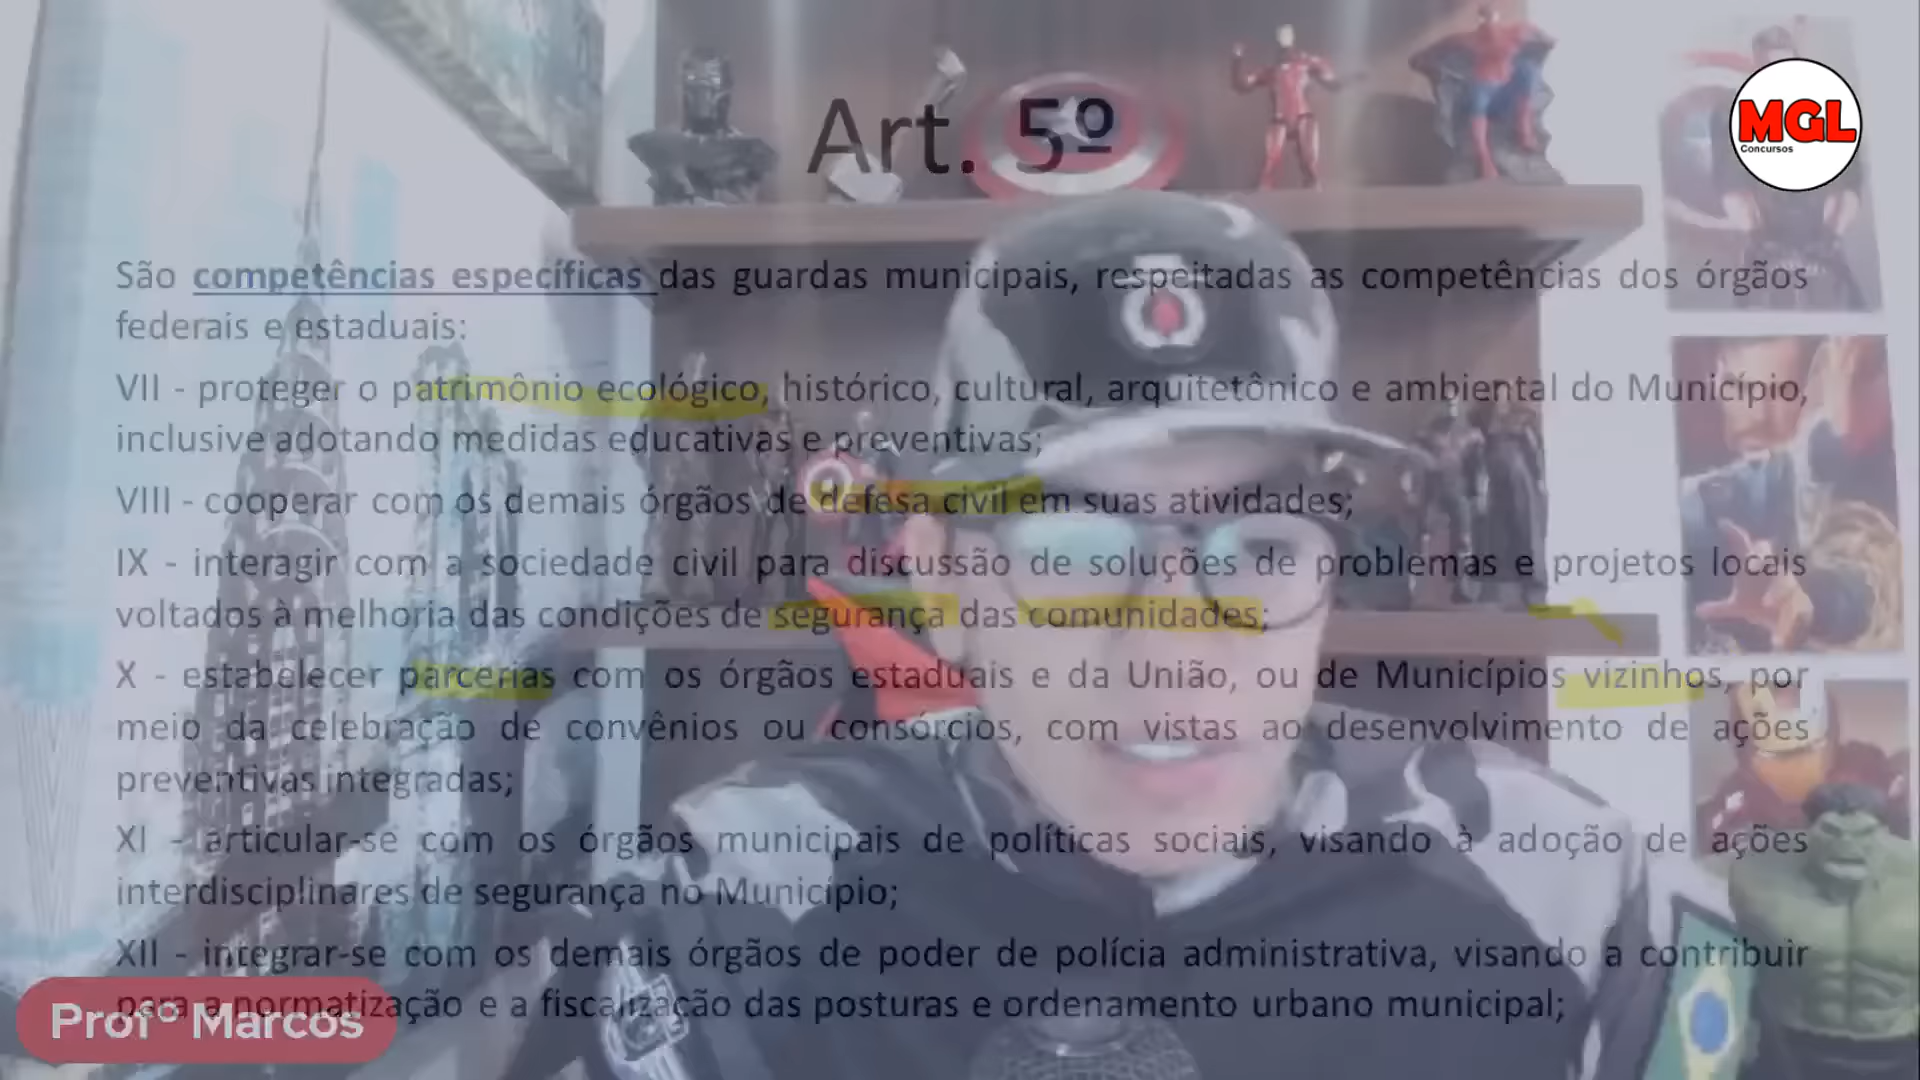 Art. 5º
MGL
Concursos
São competências específicas das guardas municipais, respeitadas as competências dos órgãos
federais e estaduais:
VII - proteger o patrimônio ecológico, histórico, cultural, arquitetônico e ambiental do Município,
inclusive adotando medidas educativas e preventivas;
VIII - cooperar com os demais órgãos de defesa civil em suas atividades;
IX - interagir com a sociedade civil para discussão de soluções de problemas e projetos locais
voltados à melhoria das condições de segurança das comunidades;
X - estabelecer parcerias com os órgãos estaduais e da União, ou de Municípios vizinhos, por
meio da celebração de convênios ou consórcios, com vistas ao desenvolvimento de ações
preventivas integradas;
XI - articular-se com os órgãos municipais de políticas sociais, visando à adoção de ações
interdisciplinares de segurança no Município;
XII - integrar-se com os demais órgãos de poder de polícia administrativa, visando a contribuir
para a normatização e a fiscalização das posturas e ordenamento urbano municipal;
Profº Marcos